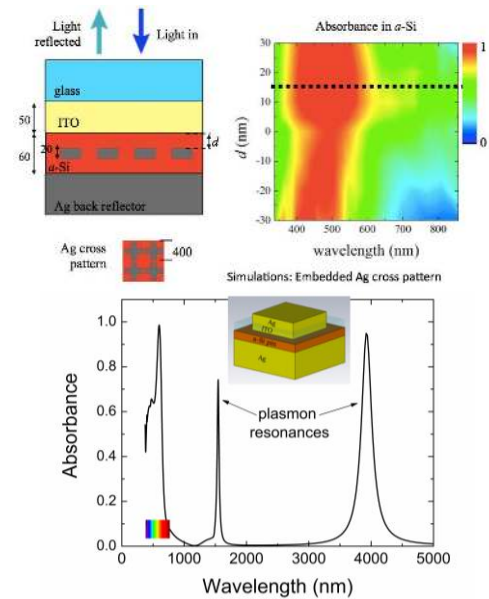 Light
reflected
Light in
glass
50
ITO
d
20
60
a-Si
Ag back reflector
Ag cross
pattern
400
Absorbance in a-Si
30
20
10
0
-10
-20
-30
d (nm)
400 500 600 700 800
wavelength (nm)
1
0
Simulations: Embedded Ag cross pattern
Ag
ITO
Ag
1.0
0.8
0.6
0.4
0.2
0.0
Absorbance
plasmon
resonances
0 1000 2000 3000 4000 5000
Wavelength (nm)